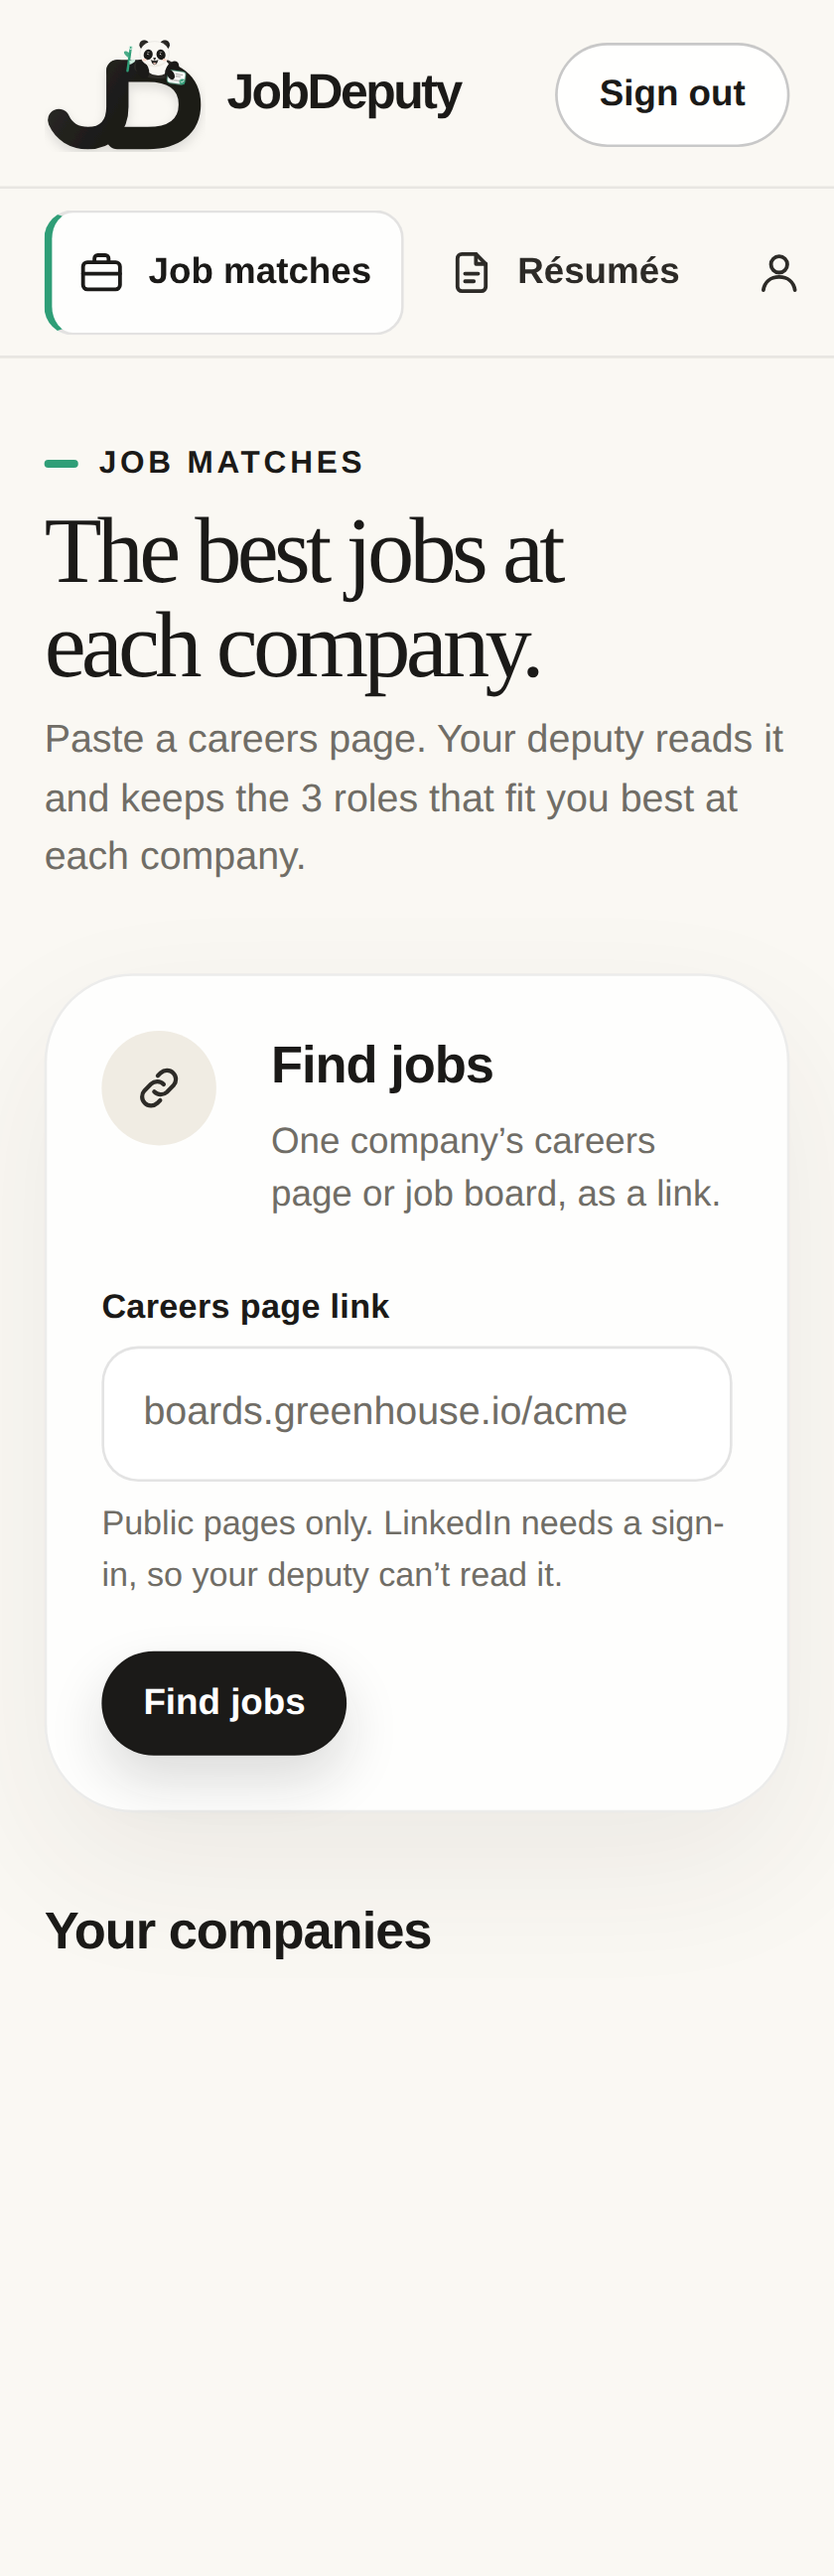 JD
JobDeputy
Sign out
Job matches
Résumés
JOB MATCHES
The best jobs at
each company.
Paste a careers page. Your deputy reads it
and keeps the 3 roles that fit you best at
each company.
Find jobs
One company’s careers
page or job board, as a link.
Careers page link
boards.greenhouse.io/acme
Public pages only. LinkedIn needs a sign-
in, so your deputy can’t read it.
Find jobs
Your companies